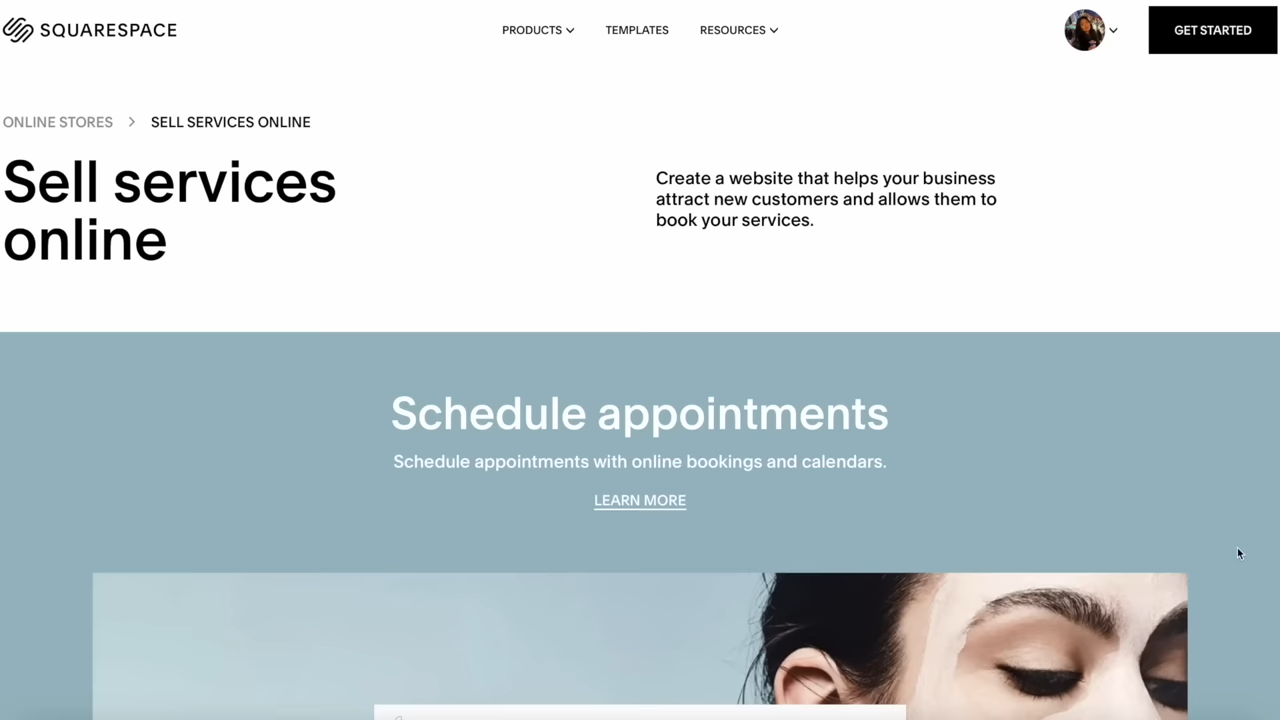 SQUARESPACE
PRODUCTS
TEMPLATES
RESOURCES
GET STARTED
ONLINE STORES > SELL SERVICES ONLINE
Sell services
online
Create a website that helps your business
attract new customers and allows them to
book your services.
Schedule appointments
Schedule appointments with online bookings and calendars.
LEARN MORE